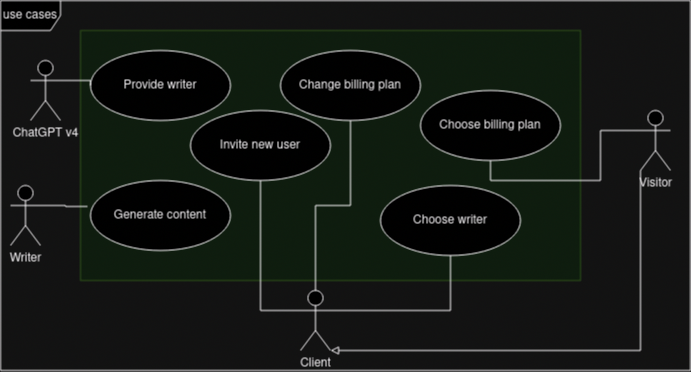 use cases
Provide writer
Change billing plan
Choose billing plan
ChatGPT v4
Invite new user
Visitor
Generate content
Choose writer
Writer
Client